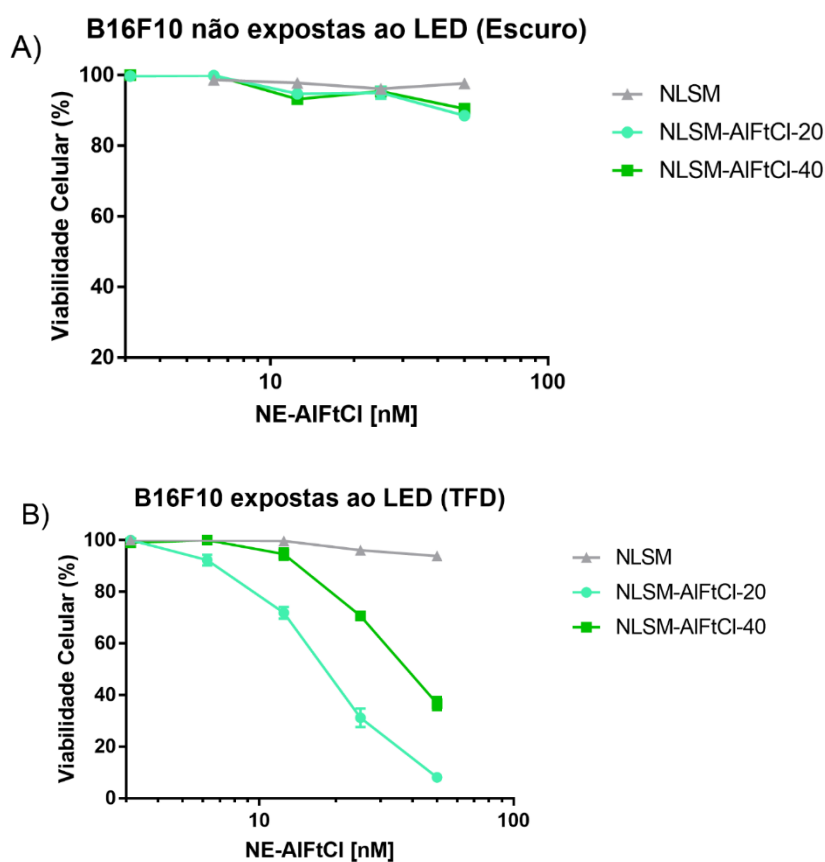 A)
B16F10 não expostas ao LED (Escuro)
Viabilidade Celular (%)
100
80
60
40
20
10
100
NE-AlFtCl [nM]
NLSM
NLSM-AlFtCl-20
NLSM-AlFtCl-40
B)
B16F10 expostas ao LED (TFD)
Viabilidade Celular (%)
100
80
60
40
20
0
10
100
NE-AlFtCl [nM]
NLSM
NLSM-AlFtCl-20
NLSM-AlFtCl-40